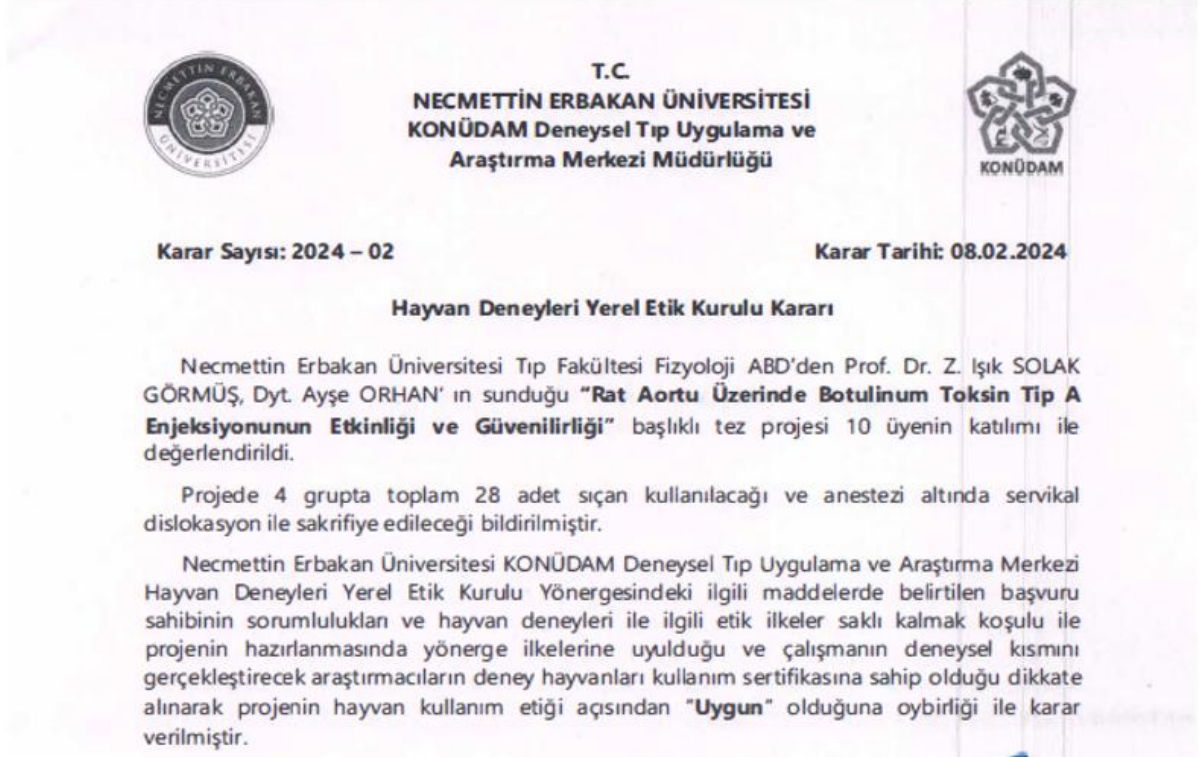 NECMETTİN ERBAKAN
ÜNİVERSİTESİ
T.C.
NECMETTİN ERBAKAN ÜNİVERSİTESİ
KONÜDAM Deneysel Tıp Uygulama ve
Araştırma Merkezi Müdürlüğü
KONÜDAM
Karar Sayısı: 2024 – 02
Karar Tarihi: 08.02.2024
Hayvan Deneyleri Yerel Etik Kurulu Kararı
Necmettin Erbakan Üniversitesi Tıp Fakültesi Fizyoloji ABD'den Prof. Dr. Z. Işık SOLAK
GÖRMÜŞ, Dyt. Ayşe ORHAN' ın sunduğu "Rat Aortu Üzerinde Botulinum Toksin Tip A
Enjeksiyonunun Etkinliği ve Güvenilirliği" başlıklı tez projesi 10 üyenin katılımı ile
değerlendirildi.
Projede 4 grupta toplam 28 adet sıçan kullanılacağı ve anestezi altında servikal
dislokasyon ile sakrifiye edileceği bildirilmiştir.
Necmettin Erbakan Üniversitesi KONÜDAM Deneysel Tıp Uygulama ve Araştırma Merkezi
Hayvan Deneyleri Yerel Etik Kurulu Yönergesindeki ilgili maddelerde belirtilen başvuru
sahibinin sorumlulukları ve hayvan deneyleri ile ilgili etik ilkeler saklı kalmak koşulu ile
projenin hazırlanmasında yönerge ilkelerine uyulduğu ve çalışmanın deneysel kısmını
gerçekleştirecek araştırmacıların deney hayvanları kullanım sertifikasına sahip olduğu dikkate
alınarak projenin hayvan kullanım etiği açısından "Uygun" olduğuna oybirliği ile karar
verilmiştir.